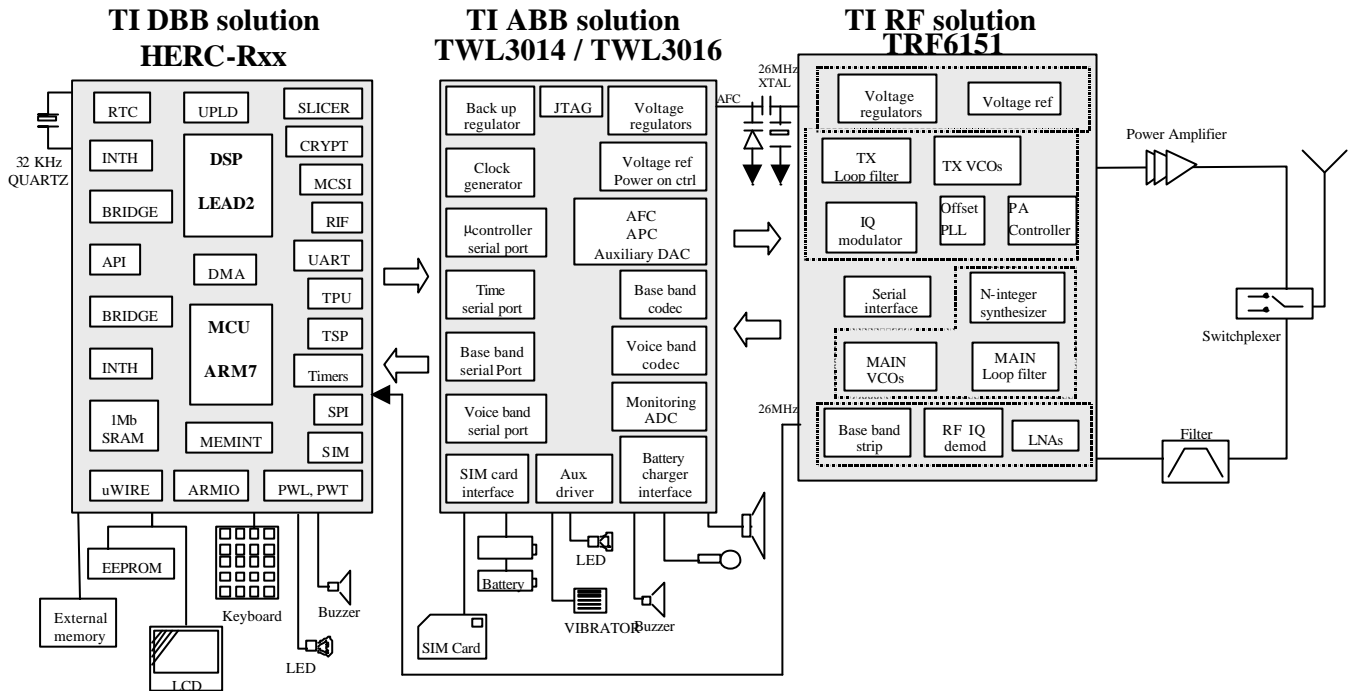 TI DBB solution
HERC-Rxx
TI ABB solution
TWL3014 / TWL3016
TI RF solution
TRF6151
32 KHz
QUARTZ
RTC
UPLD
SLICER
INTH
DSP
LEAD2
CRYPT
MCSI
BRIDGE
RIF
API
DMA
UART
TPU
BRIDGE
MCU
ARM7
TSP
INTH
Timers
1Mb
SRAM
SPI
MEMINT
SIM
uWIRE
ARMIO
PWL, PWT
EEPROM
External
memory
LCD
Keyboard
LED
Buzzer
Back up
regulator
JTAG
Voltage
regulators
Clock
generator
Voltage ref
Power on ctrl
µcontroller
serial port
AFC
APC
Auxiliary DAC
Time
serial port
Base band
codec
Base band
serial Port
Voice band
codec
Voice band
serial port
Monitoring
ADC
SIM card
interface
Aux
driver
Battery
charger
interface
SIM Card
Battery
LED
VIBRATOR
Buzzer
AFC
26MHz
XTAL
26MHz
Voltage
regulators
Voltage ref
TX
Loop filter
TX VCOs
IQ
modulator
Offset
PLL
PA
Controller
Serial
interface
N-integer
synthesizer
MAIN
VCOs
MAIN
Loop filter
Base band
strip
RF IQ
demod
LNAs
Power Amplifier
Switchplexer
Filter